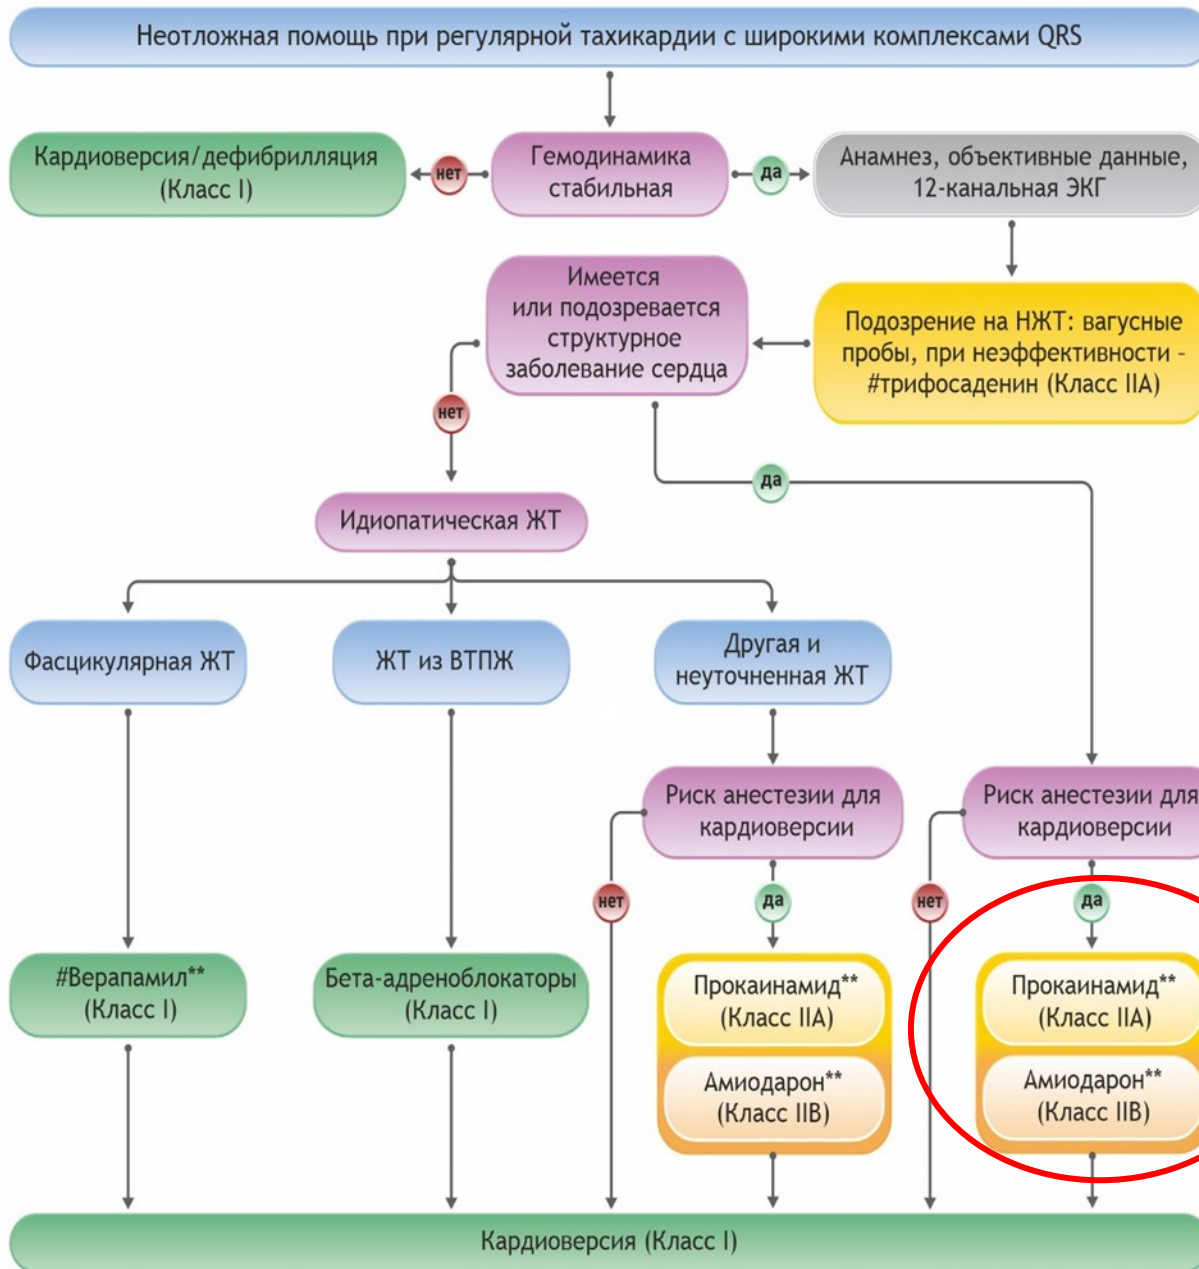 Неотложная помощь при регулярной тахикардии с широкими комплексами QRS
Кардиоверсия/дефибрилляция
(Класс I)
нет
Гемодинамика
стабильная
да
Анамнез, объективные данные,
12-канальная ЭКГ
Имеется
или подозревается
структурное
заболевание сердца
Подозрение на НЖТ: вагусные
пробы, при неэффективности -
#трифосаденин (Класс IIA)
нет
да
Идиопатическая ЖТ
Фасцикулярная ЖТ
ЖТ из ВТПЖ
Другая и
неуточненная ЖТ
Риск анестезии для
кардиоверсии
Риск анестезии для
кардиоверсии
нет
да
нет
да
#Верапамил**
(Класс I)
Бета-адреноблокаторы
(Класс I)
Прокаинамид**
(Класс IIA)
Амиодарон**
(Класс IIB)
Прокаинамид**
(Класс IIA)
Амиодарон**
(Класс IIB)
Кардиоверсия (Класс I)